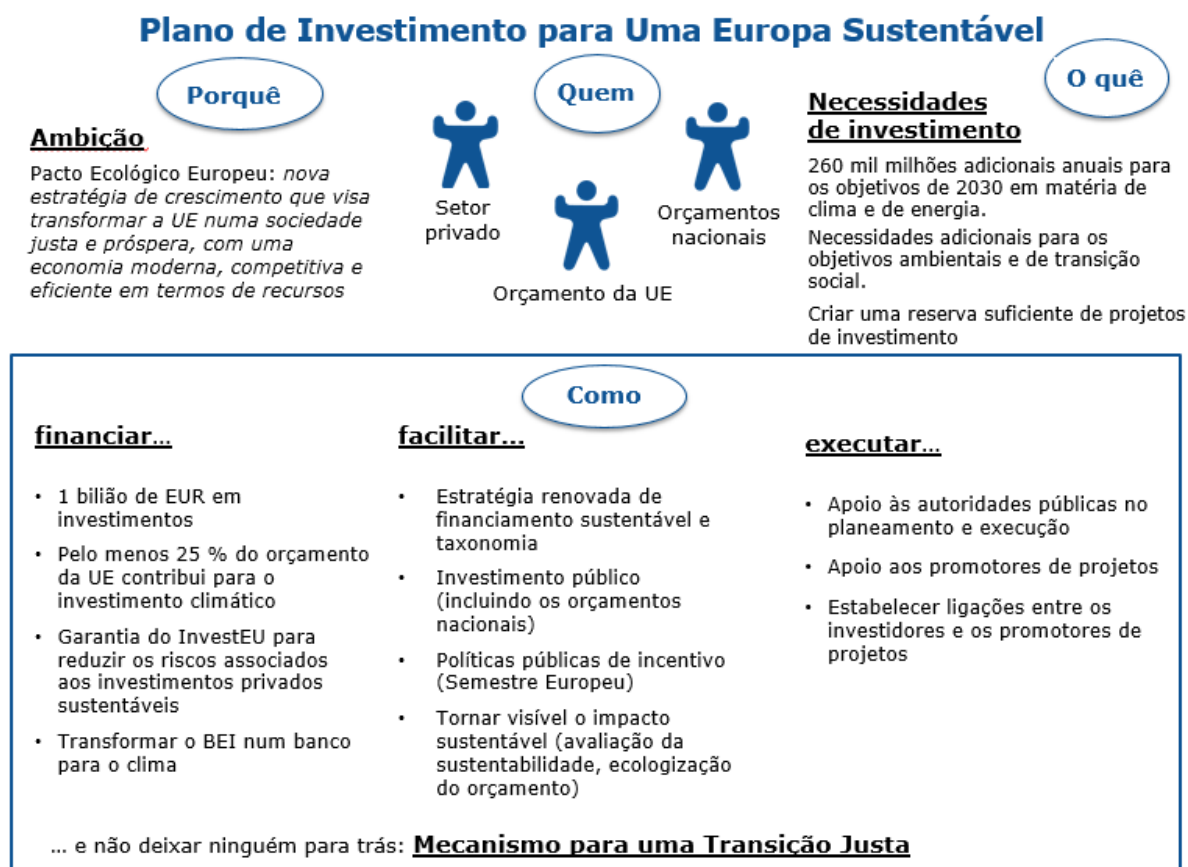 Plano de Investimento para Uma Europa Sustentável
Porquê
Ambição
Pacto Ecológico Europeu: nova
estratégia de crescimento que visa
transformar a UE numa sociedade
justa e próspera, com uma
economia moderna, competitiva e
eficiente em termos de recursos
Quem
Setor
privado
Orçamento da UE
Orçamentos
nacionais
O quê
Necessidades
de investimento
260 mil milhões adicionais anuais para
os objetivos de 2030 em matéria de
clima e de energia.
Necessidades adicionais para os
objetivos ambientais e de transição
social.
Criar uma reserva suficiente de projetos
de investimento
Como
financiar...
• 1 bilião de EUR em
investimentos
• Pelo menos 25 % do orçamento
da UE contribui para o
investimento climático
• Garantia do InvestEU para
reduzir os riscos associados
aos investimentos privados
sustentáveis
• Transformar o BEI num banco
para o clima
facilitar...
• Estratégia renovada de
financiamento sustentável e
taxonomia
• Investimento público
(incluindo os orçamentos
nacionais)
• Políticas públicas de incentivo
(Semestre Europeu)
• Tornar visível o impacto
sustentável (avaliação da
sustentabilidade, ecologização
do orçamento)
executar...
• Apoio às autoridades públicas no
planeamento e execução
• Apoio aos promotores de projetos
• Estabelecer ligações entre os
investidores e os promotores de
projetos
... e não deixar ninguém para trás: Mecanismo para uma Transição Justa